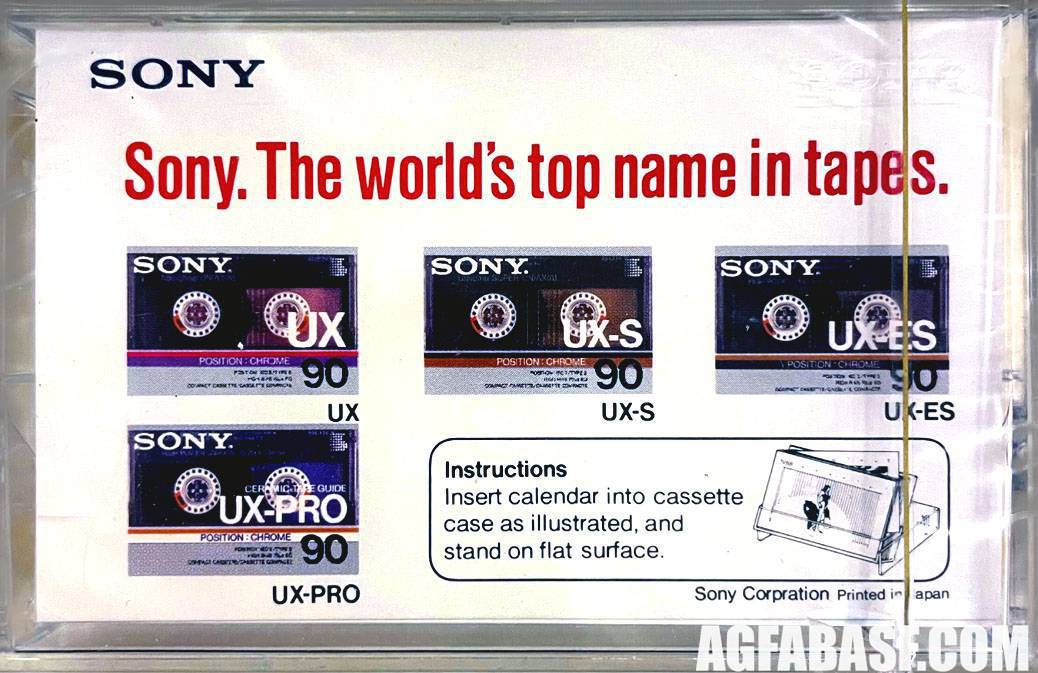 SONY
Sony. The world's top name in tapes.
SONY.
UX
POSITION : CHROME
90
UX
SONY.
UX-S
POSITION : CHROME
90
UX-S
SONY.
UX-ES
POSITION : CHROME
90
UX-ES
SONY.
CERAMIC TAPE GUIDE
UX-PRO
POSITION : CHROME
90
UX-PRO
Instructions
Insert calendar into cassette
case as illustrated, and
stand on flat surface.
Sony Corpration Printed in Japan
AGFABASE.COM